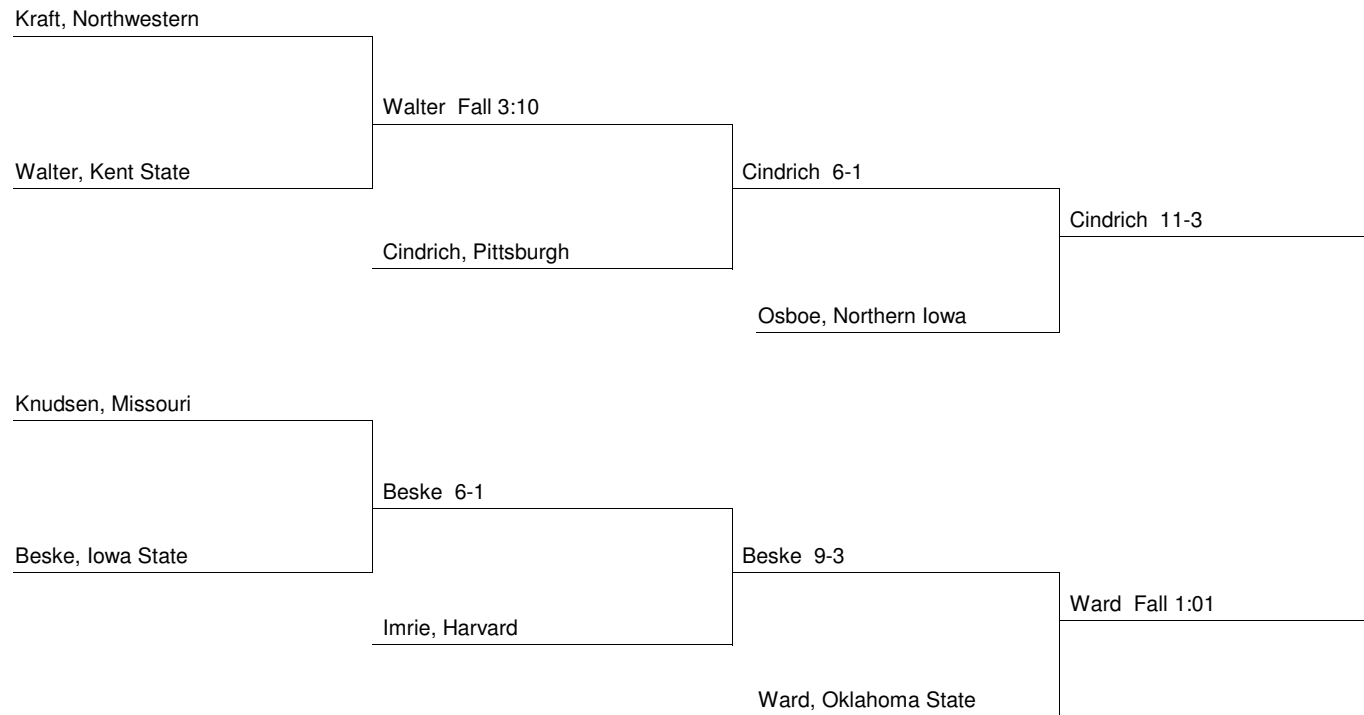 Kraft, Northwestern
Walter Fall 3:10
Walter, Kent State
Cindrich 6-1
Cindrich 11-3
Cindrich, Pittsburgh
Osboe, Northern Iowa
Knudsen, Missouri
Beske 6-1
Beske, Iowa State
Beske 9-3
Ward Fall 1:01
Imrie, Harvard
Ward, Oklahoma State